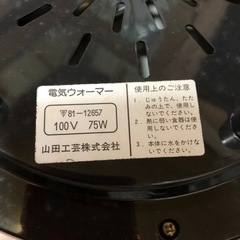 電気ウォーマー
〒81-12657
100V 75W
山田工芸株式会社
使用上のご注意
1. じゅうたん、たたみの上では、使用しないでください。
2. 熱に弱い食器は使用しないでください。
3. 本体に水をかけないでください。